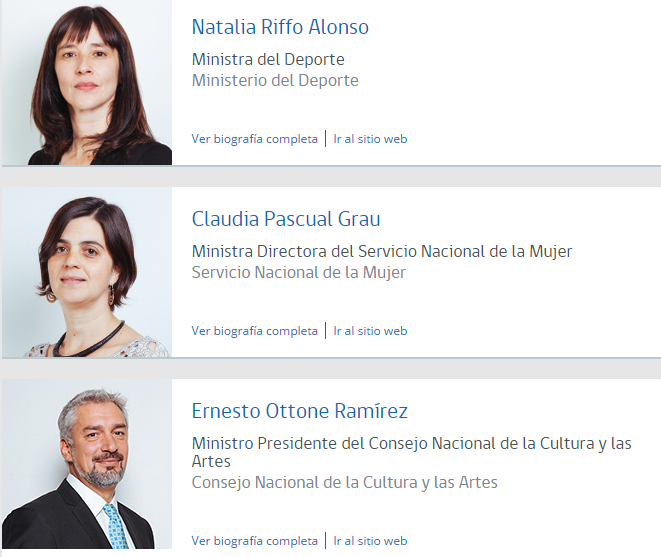 Natalia Riffo Alonso
Ministra del Deporte
Ministerio del Deporte
Ver biografía completa | Ir al sitio web
Claudia Pascual Grau
Ministra Directora del Servicio Nacional de la Mujer
Servicio Nacional de la Mujer
Ver biografía completa | Ir al sitio web
Ernesto Ottone Ramírez
Ministro Presidente del Consejo Nacional de la Cultura y las
Artes
Consejo Nacional de la Cultura y las Artes
Ver biografía completa | Ir al sitio web